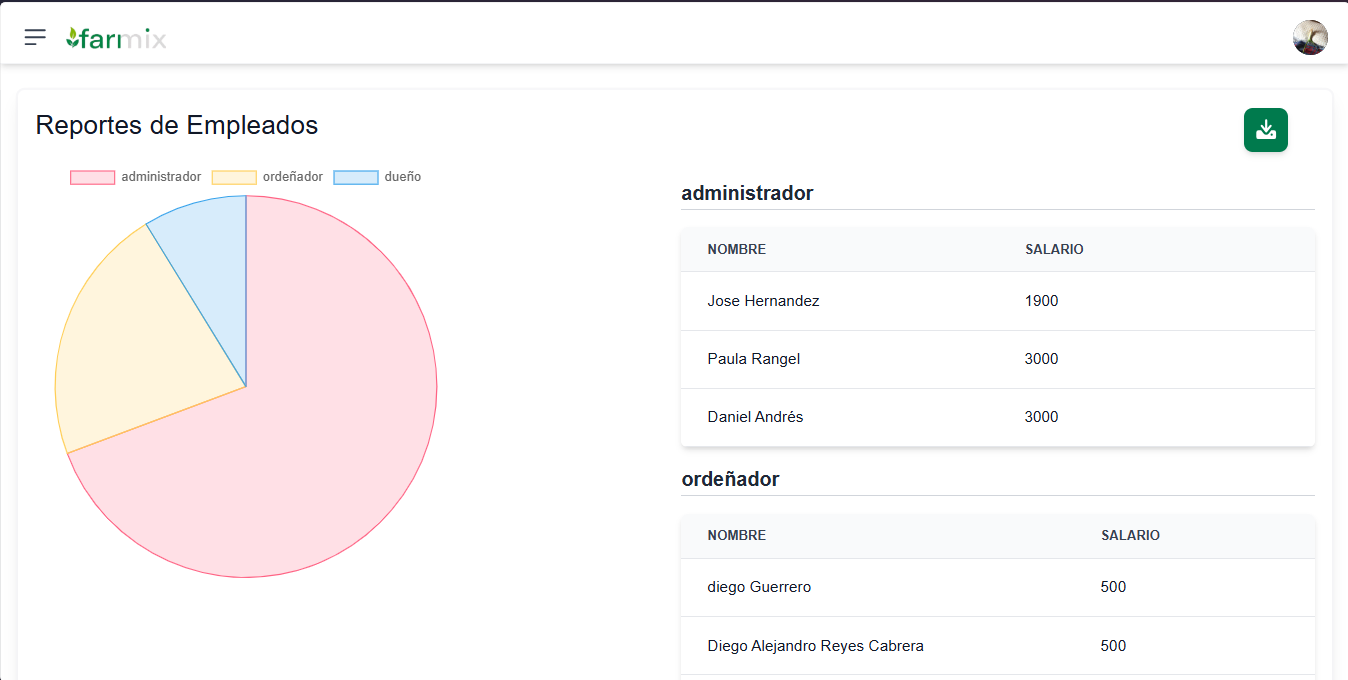 farmix
Reportes de Empleados
administrador ordeñador dueño
administrador
NOMBRE SALARIO
Jose Hernandez 1900
Paula Rangel 3000
Daniel Andrés 3000
ordeñador
NOMBRE SALARIO
diego Guerrero 500
Diego Alejandro Reyes Cabrera 500